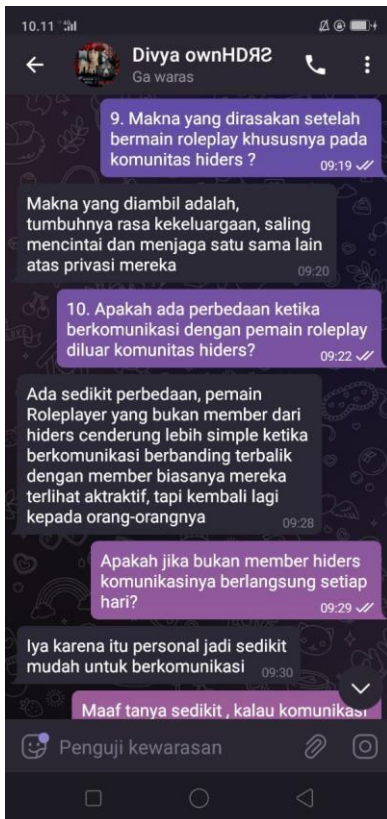 10.11
Divya ownHDЯS
Ga waras
9. Makna yang dirasakan setelah
bermain roleplay khususnya pada
komunitas hiders ?
09:19
Makna yang diambil adalah,
tumbuhnya rasa kekeluargaan, saling
mencintai dan menjaga satu sama lain
atas privasi mereka
09:20
10. Apakah ada perbedaan ketika
berkomunikasi dengan pemain roleplay
diluar komunitas hiders?
09:22
Ada sedikit perbedaan, pemain
Roleplayer yang bukan member dari
hiders cenderung lebih simple ketika
berkomunikasi berbanding terbalik
dengan member biasanya mereka
terlihat aktraktif, tapi kembali lagi
kepada orang-orangnya
09:28
Apakah jika bukan member hiders
komunikasinya berlangsung setiap
hari?
09:29
Iya karena itu personal jadi sedikit
mudah untuk berkomunikasi
09:30
Maaf tanya sedikit , kalau komunikasi
Penguji kewarasan